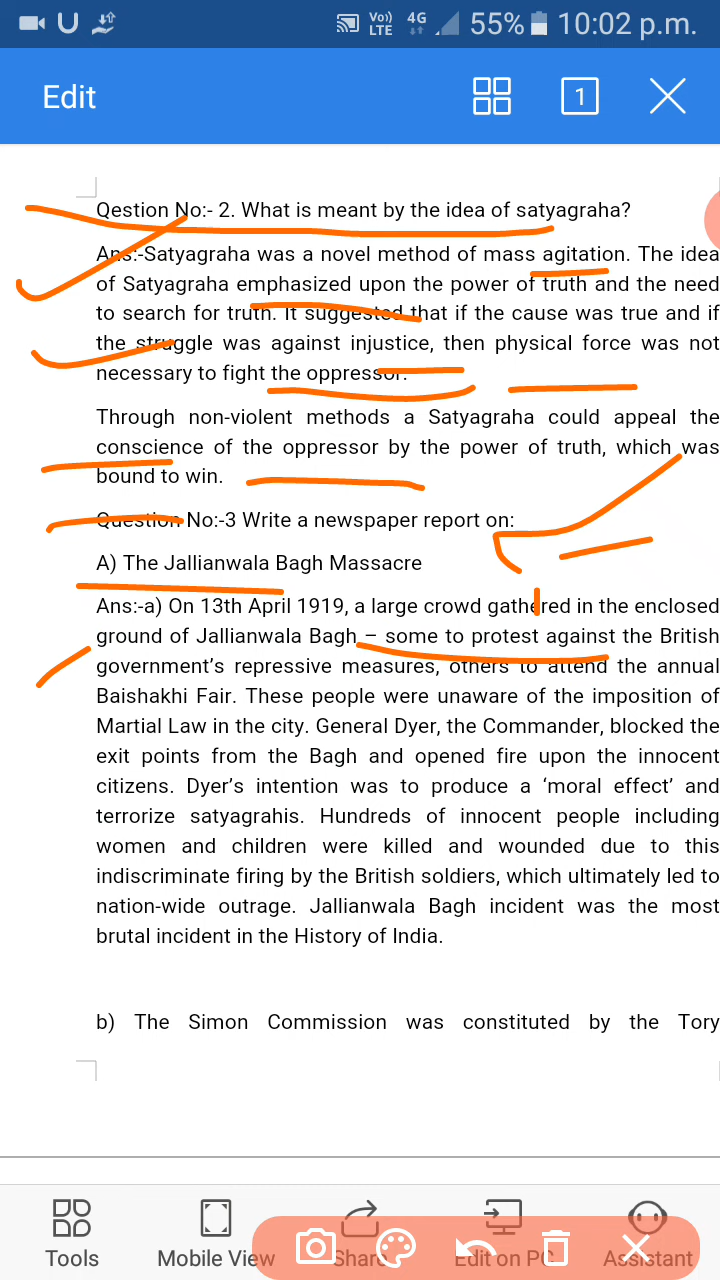 Vo)) 4G 55% 10:02 p.m.
LTE
Edit
1
Qestion No:- 2. What is meant by the idea of satyagraha?
Ans:-Satyagraha was a novel method of mass agitation. The idea
of Satyagraha emphasized upon the power of truth and the need
to search for truth. It suggested that if the cause was true and if
the struggle was against injustice, then physical force was not
necessary to fight the oppressor.
Through non-violent methods a Satyagraha could appeal the
conscience of the oppressor by the power of truth, which was
bound to win.
Question No:-3 Write a newspaper report on:
A) The Jallianwala Bagh Massacre
Ans:-a) On 13th April 1919, a large crowd gathered in the enclosed
ground of Jallianwala Bagh – some to protest against the British
government’s repressive measures, others to attend the annual
Baishakhi Fair. These people were unaware of the imposition of
Martial Law in the city. General Dyer, the Commander, blocked the
exit points from the Bagh and opened fire upon the innocent
citizens. Dyer’s intention was to produce a ‘moral effect’ and
terrorize satyagrahis. Hundreds of innocent people including
women and children were killed and wounded due to this
indiscriminate firing by the British soldiers, which ultimately led to
nation-wide outrage. Jallianwala Bagh incident was the most
brutal incident in the History of India.
b) The Simon Commission was constituted by the Tory
Tools Mobile View Share Edit on PC Assistant